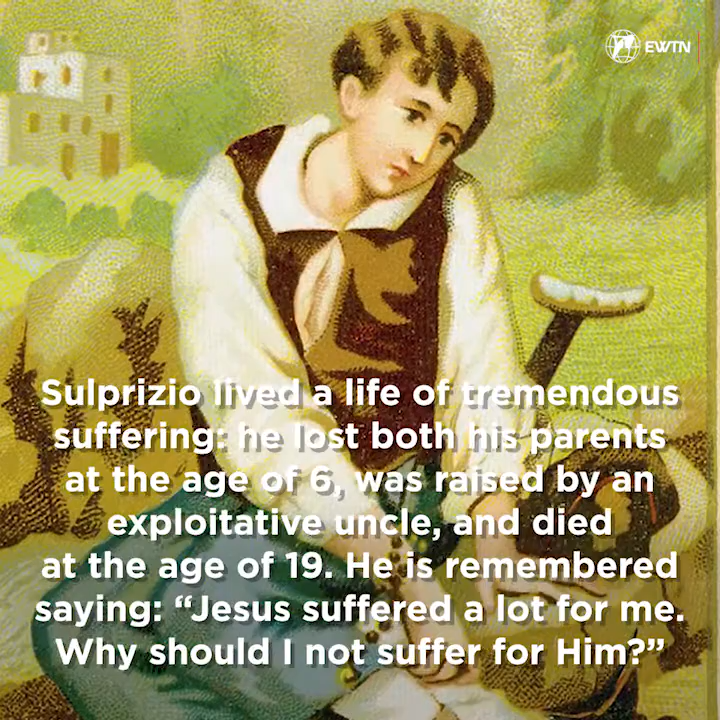 EWTN
Sulprizio lived a life of tremendous
suffering: he lost both his parents
at the age of 6, was raised by an
exploitative uncle, and died
at the age of 19. He is remembered
saying: “Jesus suffered a lot for me.
Why should I not suffer for Him?”